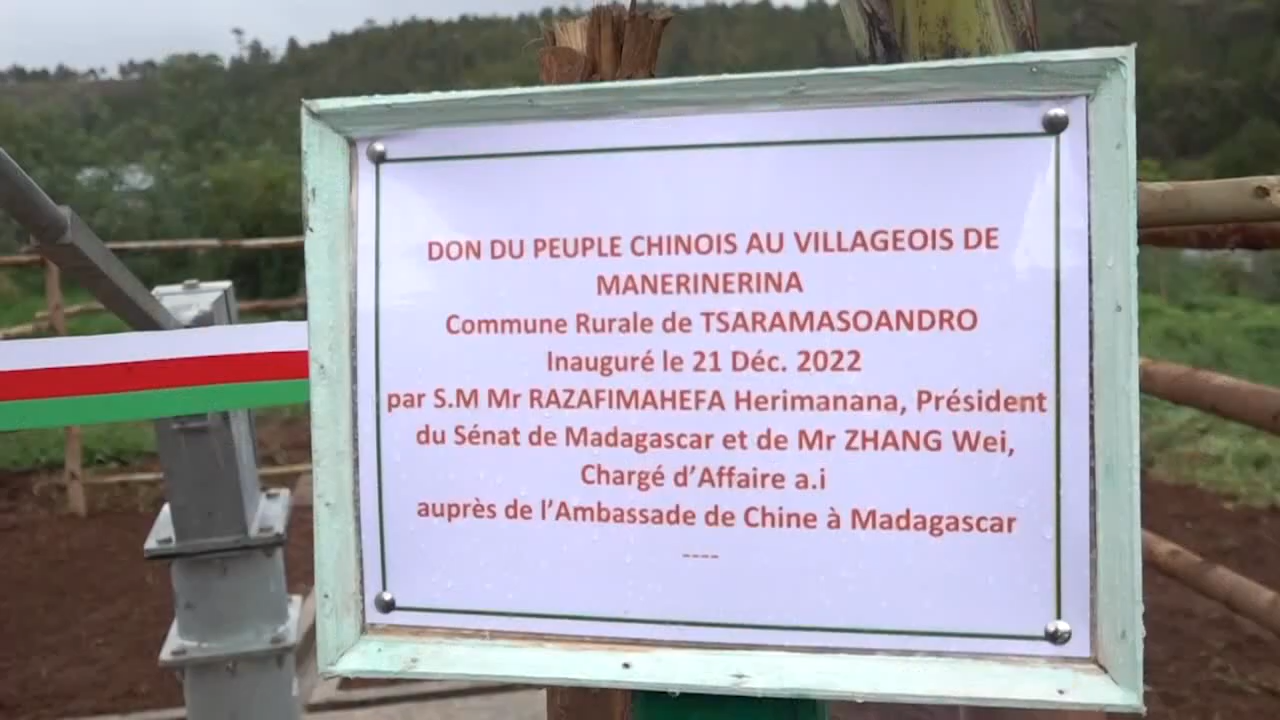 DON DU PEUPLE CHINOIS AU VILLAGEOIS DE
MANERINERINA
Commune Rurale de TSARAMASOANDRO
Inauguré le 21 Déc. 2022
par S.M Mr RAZAFIMAHEFA Herimanana, Président
du Sénat de Madagascar et de Mr ZHANG Wei,
Chargé d’Affaire a.i
auprès de l’Ambassade de Chine à Madagascar
----